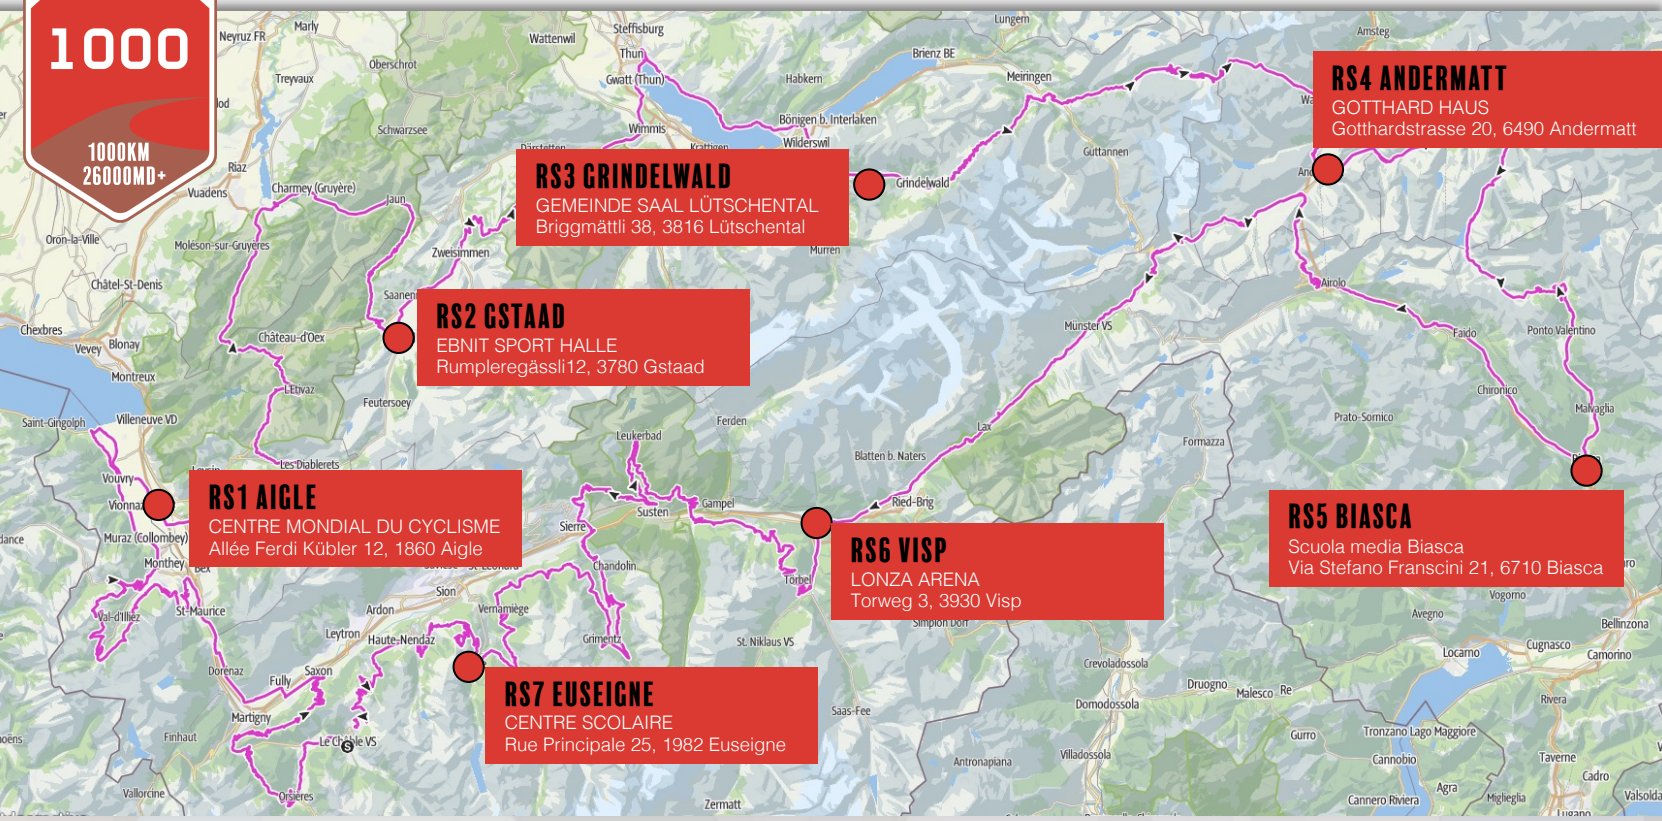 1000
1000KM
26000MD+
RS1 AIGLE
CENTRE MONDIAL DU CYCLISME
Allée Ferdi Kübler 12, 1860 Aigle
RS2 GSTAAD
EBNIT SPORT HALLE
Rumpleregässli12, 3780 Gstaad
RS3 GRINDELWALD
GEMEINDE SAAL LÜTSCHENTAL
Briggmättli 38, 3816 Lütschental
RS4 ANDERMATT
GOTTHARD HAUS
Gotthardstrasse 20, 6490 Andermatt
RS5 BIASCA
Scuola media Biasca
Via Stefano Franscini 21, 6710 Biasca
RS6 VISP
LONZA ARENA
Torweg 3, 3930 Visp
RS7 EUSEIGNE
CENTRE SCOLAIRE
Rue Principale 25, 1982 Euseigne
Neyruz FR
Marly
Treyvaux
Oberschrot
Wattenwil
Steffisburg
Thun
Gwatt (Thun)
Habkern
Brienz BE
Lungern
Meiringen
Amsteg
Schwarzsee
Wimmis
Krattigen
Därstetten
Bönigen b. Interlaken
Wilderswil
Guttannen
Grindelwald
Riaz
Vuadens
Charmey (Gruyère)
Jaun
Oron-la-Ville
Moléson-sur-Gruyères
Zweisimmen
Murren
Châtel-St-Denis
Saanen
Airolo
Chexbres
Vevey
Blonay
Château-d'Oex
Münster VS
Faido
Ponto Valentino
Montreux
L'Etivaz
Feutersoey
Chironico
Malvaglia
Prato-Sornico
Saint-Gingolph
Villeneuve VD
Ferden
Leukerbad
Lax
Formazza
Blatten b. Naters
Les Diablerets
Leysin
Vouvry
Vionnaz
Gampel
Susten
Ried-Brig
Sierre
Muraz (Collombey)
Monthey
Bex
Chandolin
Törbel
Sion
St-Maurice
Ardon
Vernamiège
Val-d'Illiez
Simplon Dorf
Vogorno
Avegno
Bellinzona
Leytron
Haute-Nendaz
Grimentz
St. Niklaus VS
Cugnasco
Locarno
Camorino
Crevoladossola
Dorénaz
Fully
Saxon
Druogno
Malesco
Re
Domodossola
Rivera
Martigny
Saas-Fee
Finhaut
Le Châble VS
S
Gurro
Tronzano Lago Maggiore
Antronapiana
Villadossola
Cannobio
Taverne
Cadro
Vallorcine
Orsières
Zermatt
Agra
Cannero Riviera
Miglieglia
Valsolda
Lugano